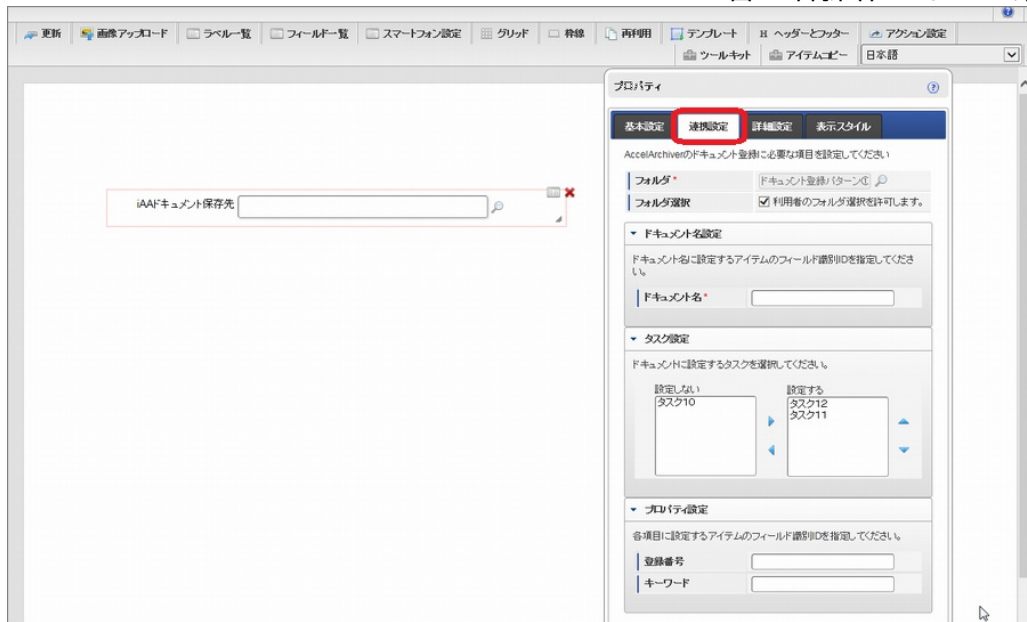 更新 画像アップロード ラベル一覧 フィールド一覧 スマートフォン設定 グリッド 枠線 再利用 テンプレート H ヘッダーとフッター アクション設定
ツールキット アイテムコピー 日本語
プロパティ
基本設定 連携設定 詳細設定 表示スタイル
AccelArchiverのドキュメント登録に必要な項目を設定してください
フォルダ* ドキュメント登録パターン①
フォルダ選択 利用者のフォルダ選択を許可します。
iAAドキュメント保存先
ドキュメント名設定
ドキュメント名に設定するアイテムのフィールド識別IDを指定してくださ
い。
ドキュメント名*
タスク設定
ドキュメントに設定するタスクを選択してください。
設定しない 設定する
タスク10 タスク12
タスク11
プロパティ設定
各項目に設定するアイテムのフィールド識別IDを指定してください。
登録番号
キーワード